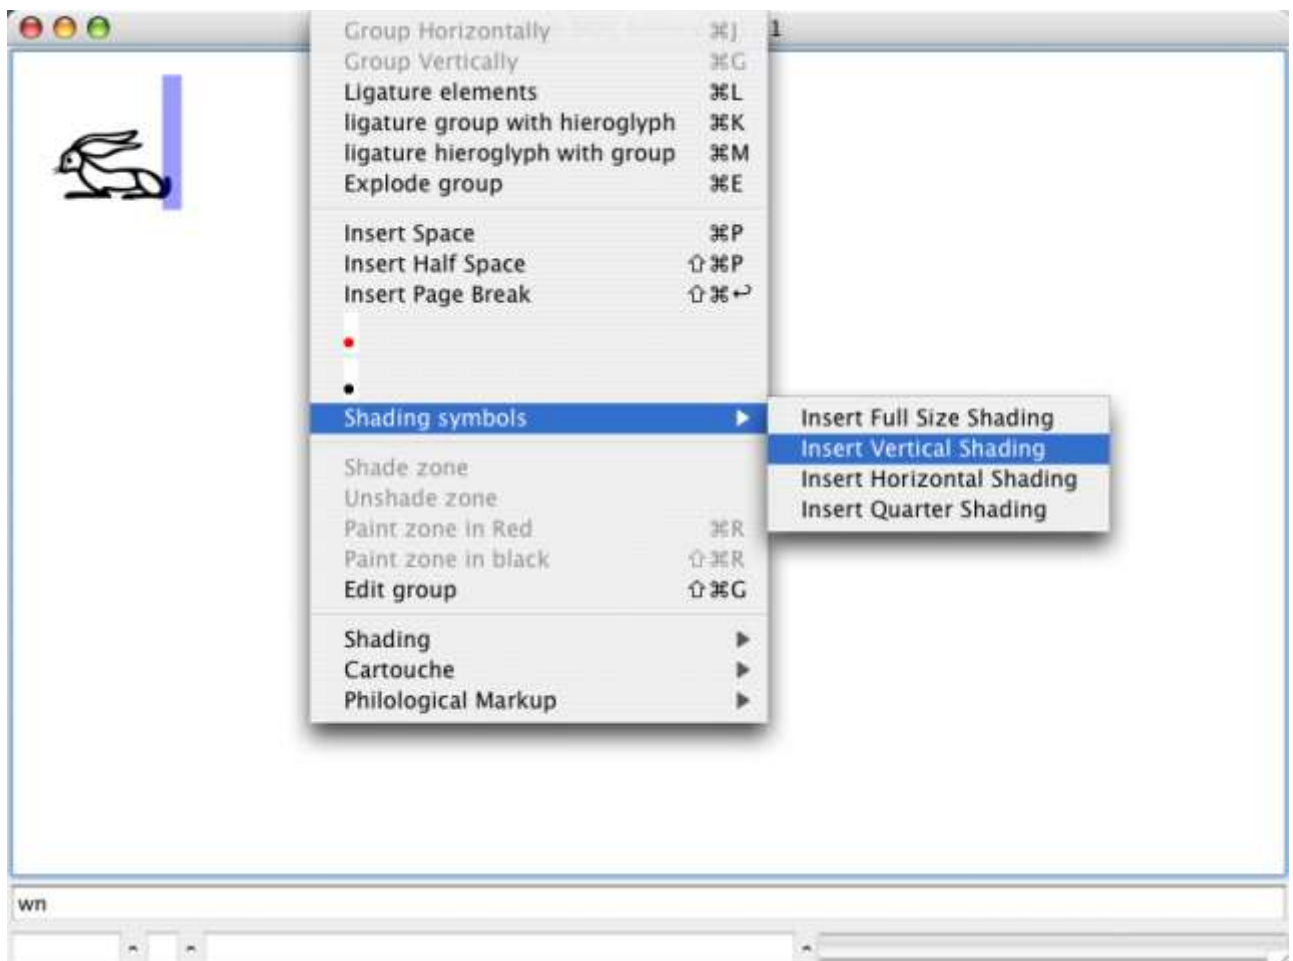 1
Group Horizontally ⌘J
Group Vertically ⌘G
Ligature elements ⌘L
ligature group with hieroglyph ⌘K
ligature hieroglyph with group ⌘M
Explode group ⌘E
Insert Space ⌘P
Insert Half Space ⇧⌘P
Insert Page Break ⇧⌘↩
Shading symbols
Insert Full Size Shading
Insert Vertical Shading
Insert Horizontal Shading
Insert Quarter Shading
Shade zone
Unshade zone
Paint zone in Red ⌘R
Paint zone in black ⇧⌘R
Edit group ⇧⌘G
Shading
Cartouche
Philological Markup
wn